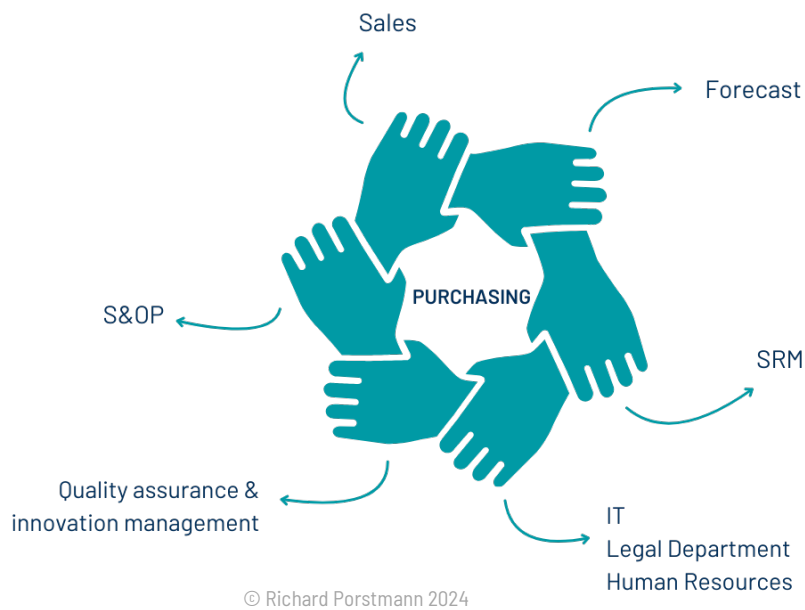 Sales
Forecast
PURCHASING
S&OP
SRM
Quality assurance &
innovation management
IT
Legal Department
Human Resources
© Richard Porstmann 2024